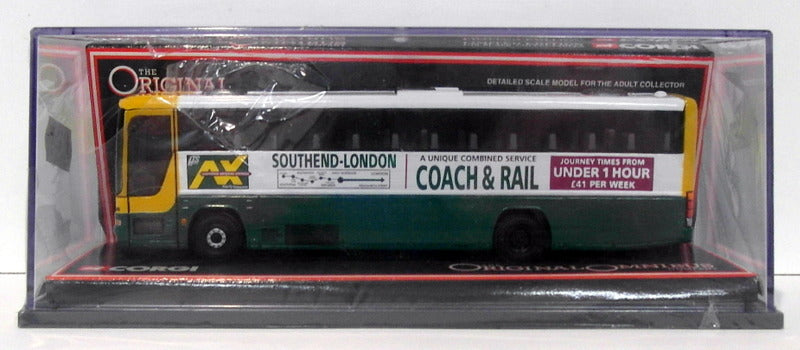 CORGI
THE
ORIGINAL
DETAILED SCALE MODEL FOR THE ADULT COLLECTOR
AX
SOUTHEND-LONDON
A UNIQUE COMBINED SERVICE
COACH & RAIL
JOURNEY TIMES FROM
UNDER 1 HOUR
£41 PER WEEK
CORGI
ORIGINAL OMNIBUS